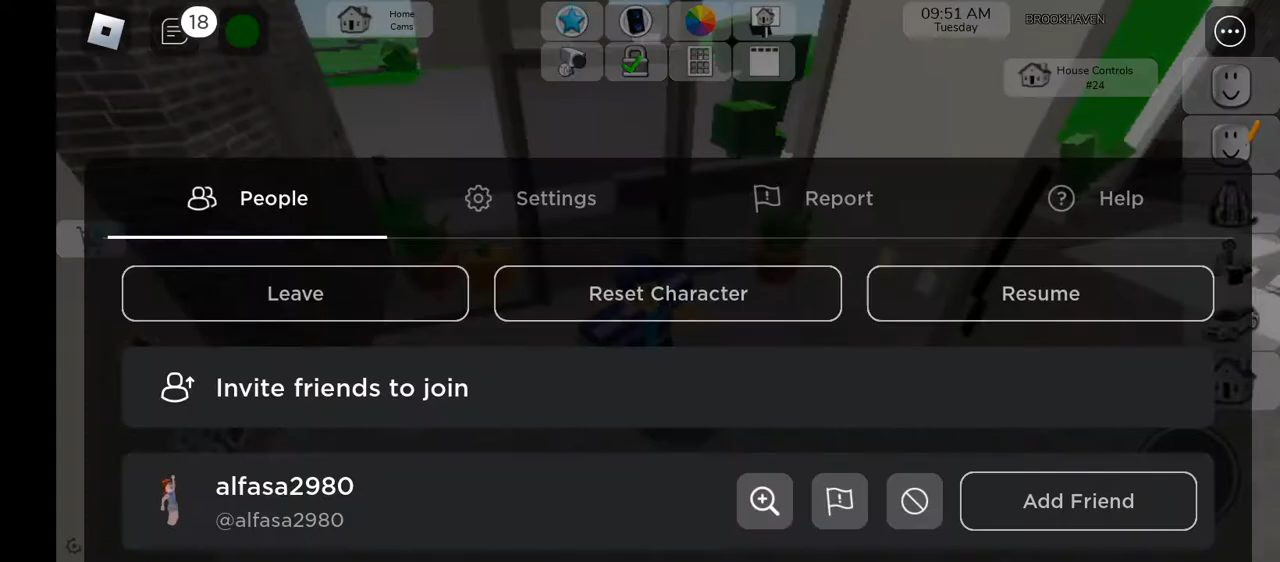 18
Home
Cams
09:51 AM
Tuesday
BROOKHAVEN
House Controls
#24
People
Settings
Report
Help
Leave
Reset Character
Resume
Invite friends to join
alfasa2980
@alfasa2980
Add Friend